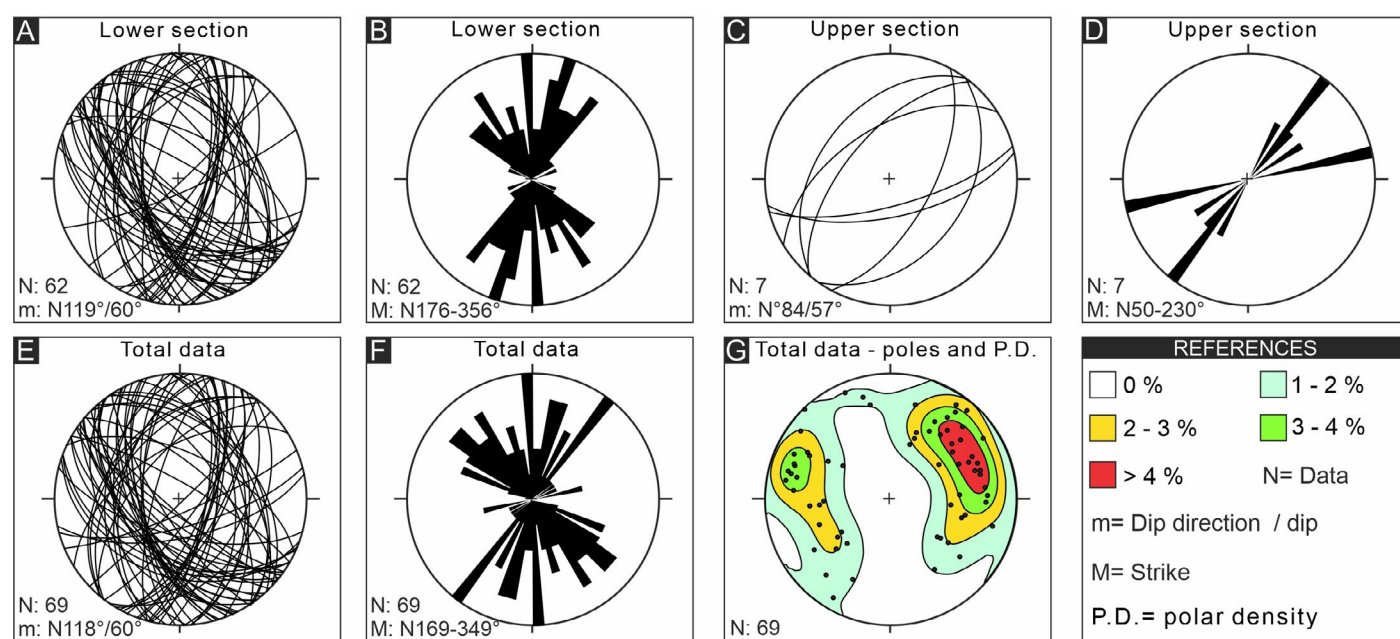 A
Lower section
N: 62
m: N119°/60°
B
Lower section
N: 62
M: N176-356°
C
Upper section
N: 7
m: N°84/57°
D
Upper section
N: 7
M: N50-230°
E
Total data
N: 69
m: N118°/60°
F
Total data
N: 69
M: N169-349°
G
Total data - poles and P.D.
N: 69
REFERENCES
0 %
1 - 2 %
2 - 3 %
3 - 4 %
> 4 %
N= Data
m= Dip direction / dip
M= Strike
P.D.= polar density